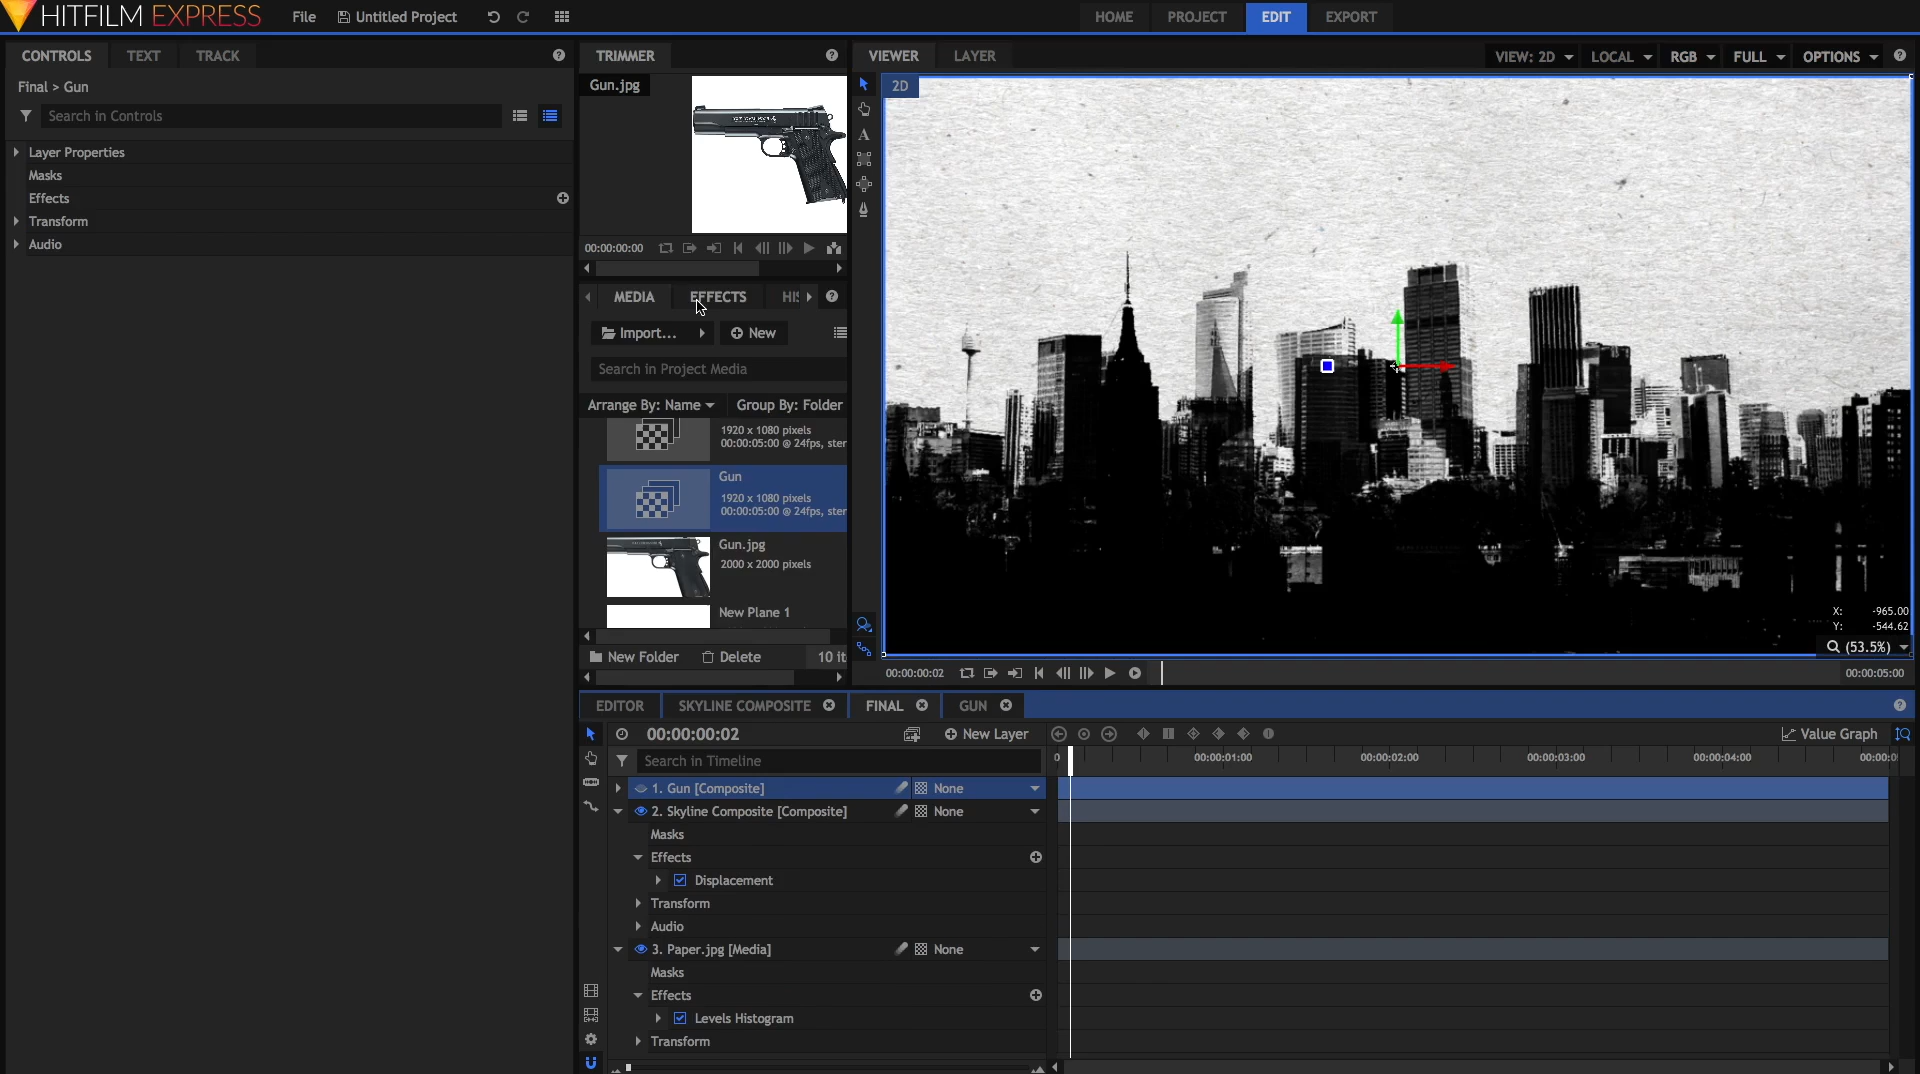 HITFILM EXPRESS
File
Untitled Project
HOME
PROJECT
EDIT
EXPORT
CONTROLS
TEXT
TRACK
Final > Gun
Search in Controls
Layer Properties
Masks
Effects
Transform
Audio
TRIMMER
Gun.jpg
00:00:00:00
MEDIA
EFFECTS
HIS
Import...
New
Search in Project Media
Arrange By: Name
Group By: Folder
1920 x 1080 pixels
00:00:05:00 @ 24fps, ster
Gun
1920 x 1080 pixels
00:00:05:00 @ 24fps, ster
Gun.jpg
2000 x 2000 pixels
New Plane 1
New Folder
Delete
10 it
VIEWER
LAYER
VIEW: 2D
LOCAL
RGB
FULL
OPTIONS
2D
X: -965.00
Y: -544.62
(53.5%)
00:00:00:02
00:00:05:00
EDITOR
SKYLINE COMPOSITE
FINAL
GUN
00:00:00:02
New Layer
Value Graph
Search in Timeline
0
00:00:01:00
00:00:02:00
00:00:03:00
00:00:04:00
00:00:0
1. Gun [Composite]
None
2. Skyline Composite [Composite]
None
Masks
Effects
Displacement
Transform
Audio
3. Paper.jpg [Media]
None
Masks
Effects
Levels Histogram
Transform